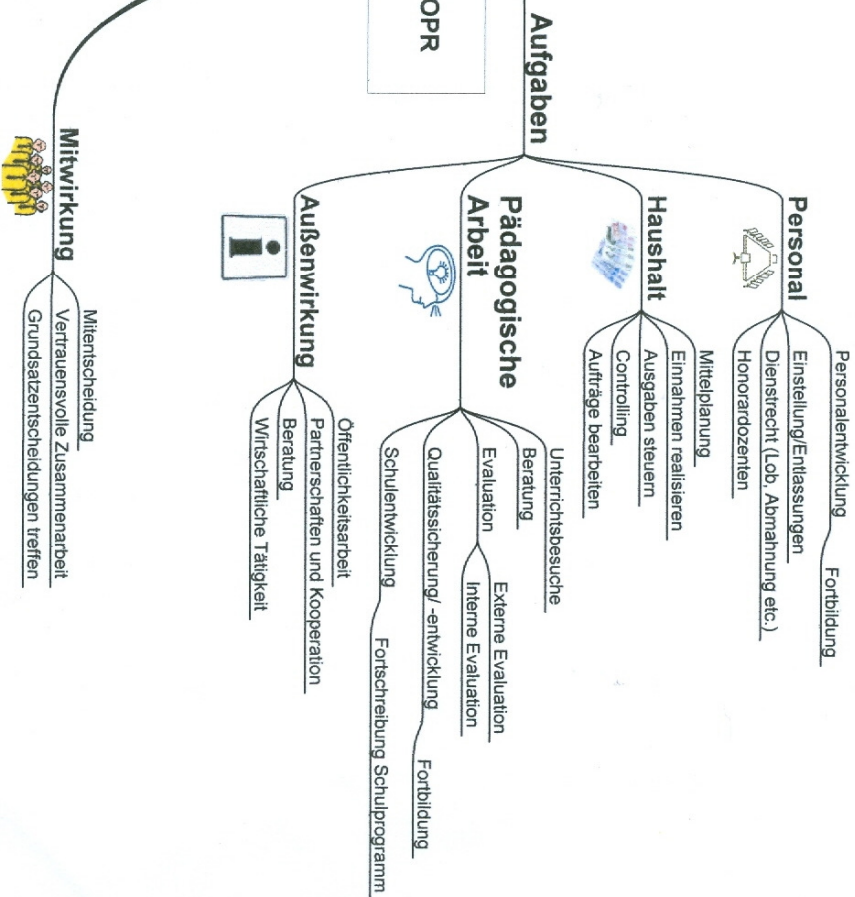 OPR
Aufgaben
Personal
Personalentwicklung
Fortbildung
Einstellung/Entlassungen
Dienstrecht (Lob, Abmahnung etc.)
Honorardozenten
Haushalt
Mittelplanung
Einnahmen realisieren
Ausgaben steuern
Controlling
Aufträge bearbeiten
Pädagogische
Arbeit
Unterrichtsbesuche
Beratung
Evaluation
Externe Evaluation
Interne Evaluation
Qualitätssicherung/ -entwicklung
Fortbildung
Schulentwicklung
Fortschreibung Schulprogramm
Außenwirkung
i
Öffentlichkeitsarbeit
Partnerschaften und Kooperation
Beratung
Wirtschaftliche Tätigkeit
Mitwirkung
Mitentscheidung
Vertrauensvolle Zusammenarbeit
Grundsatzentscheidungen treffen